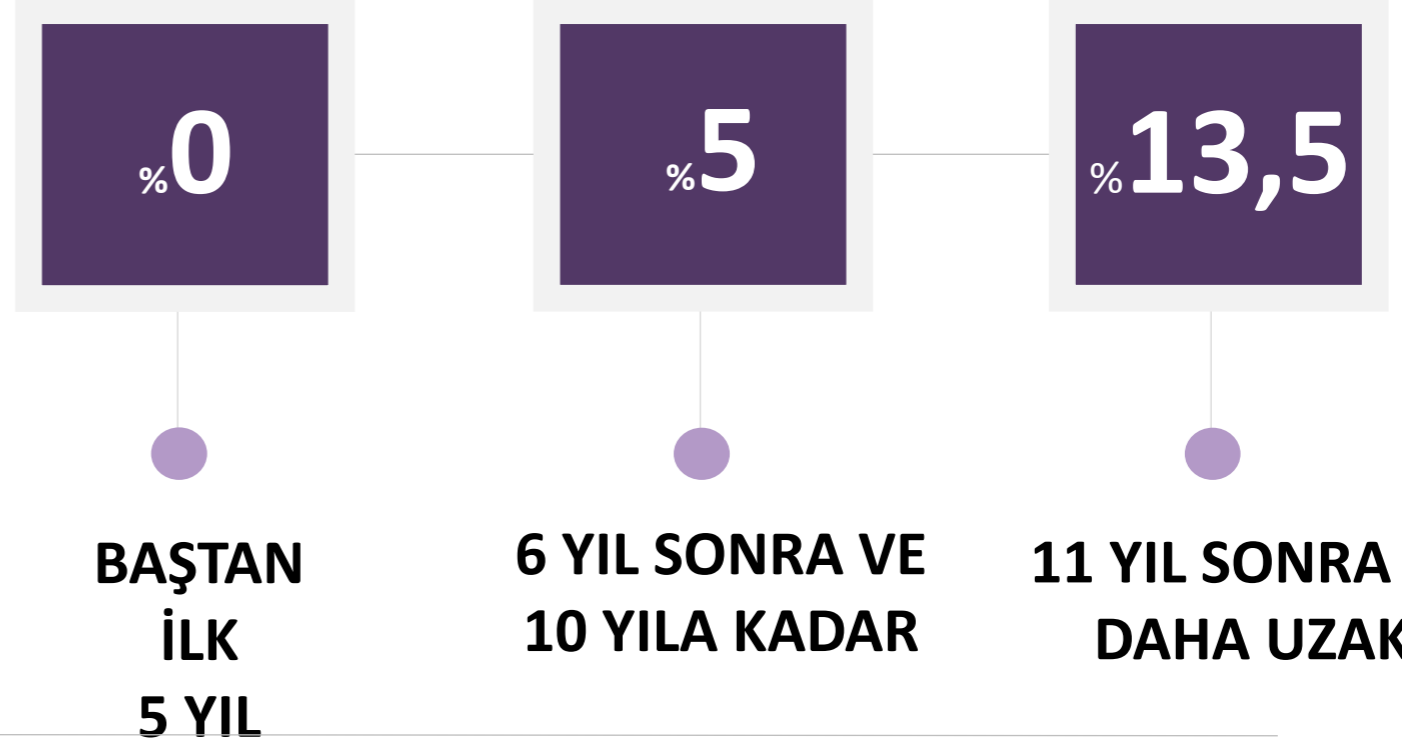 %0
%5
%13,5
BAŞTAN
İLK
5 YIL
6 YIL SONRA VE
10 YILA KADAR
11 YIL SONRA
DAHA